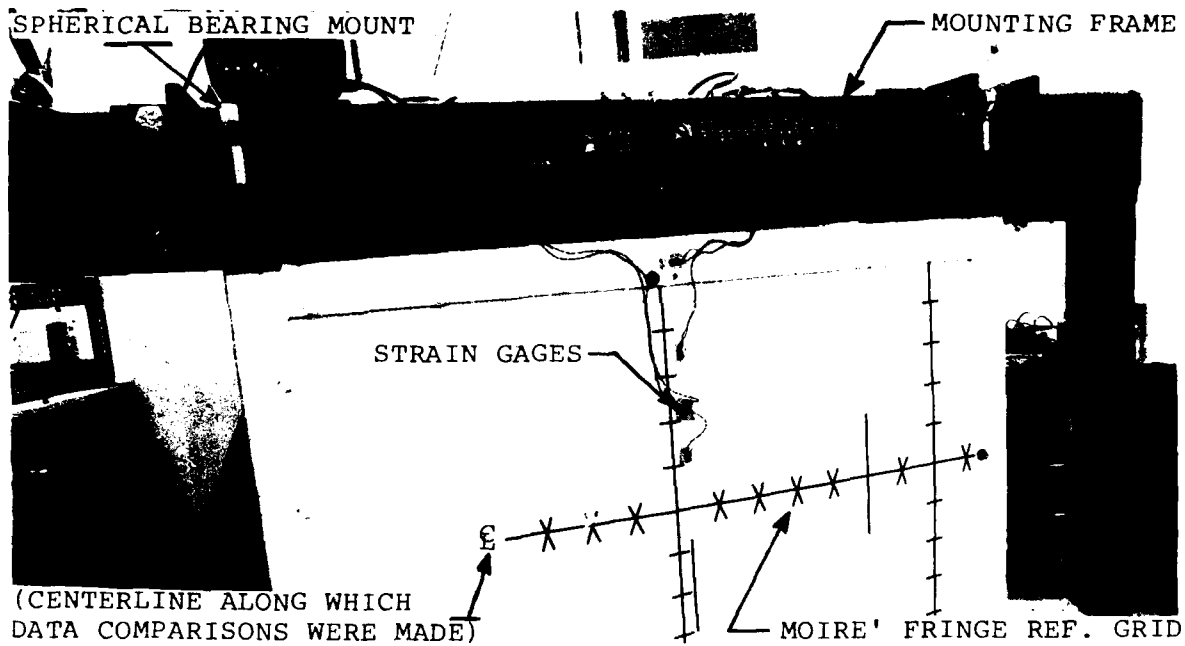 SPHERICAL BEARING MOUNT
MOUNTING FRAME
STRAIN GAGES
℄
(CENTERLINE ALONG WHICH
DATA COMPARISONS WERE MADE)
MOIRE' FRINGE REF. GRID